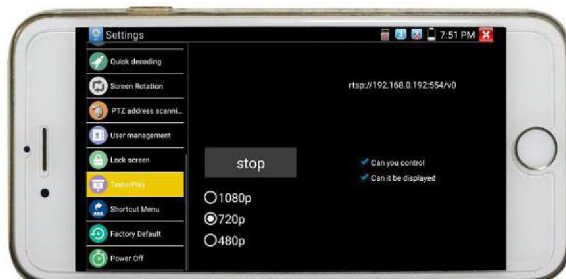 Settings
7:51 PM
Quick decoding
Screen Rotation
PTZ address scanni...
User management
Lock screen
TesterPlay
Shortcut Menu
Factory Default
Power Off
rtsp://192.168.0.192:554/v0
stop
Can you control
Can it be displayed
1080p
720p
480p